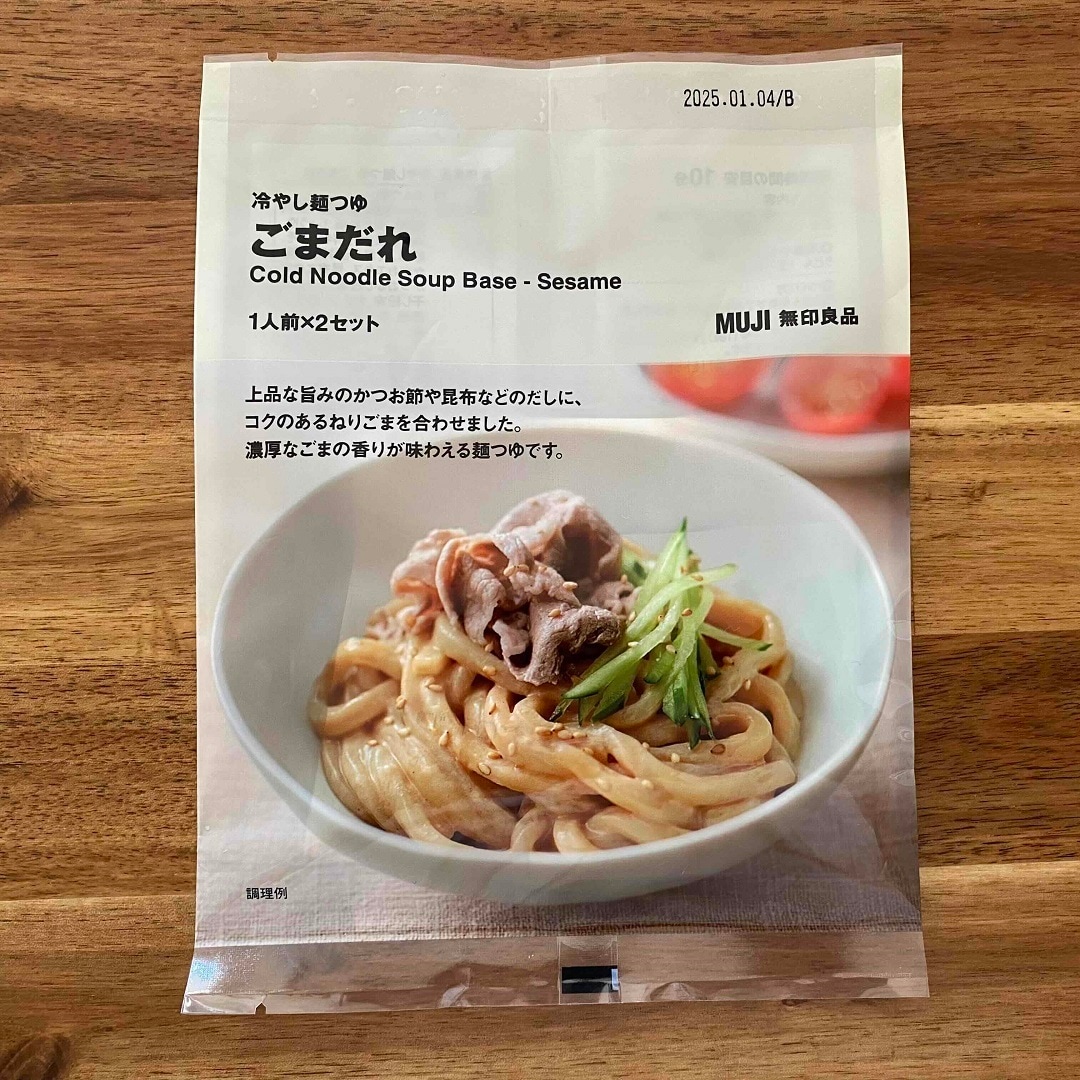 2025.01.04/B
冷やし麺つゆ
ごまだれ
Cold Noodle Soup Base - Sesame
1人前×2セット
MUJI 無印良品
上品な旨みのかつお節や昆布などのだしに、
コクのあるねりごまを合わせました。
濃厚なごまの香りが味わえる麺つゆです。
調理例